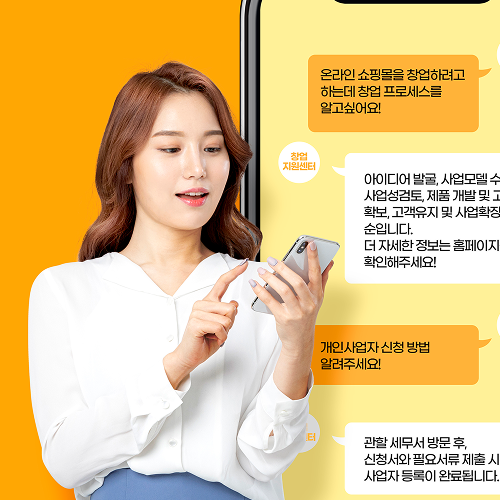 온라인 쇼핑몰을 창업하려고
하는데 창업 프로세스를
알고싶어요!
창업
지원센터
아이디어 발굴, 사업모델 수
사업성검토, 제품 개발 및 고
확보, 고객유지 및 사업확장
순입니다.
더 자세한 정보는 홈페이지
확인해주세요!
개인사업자 신청 방법
알려주세요!
터
관할 세무서 방문 후,
신청서와 필요서류 제출 시
사업자 등록이 완료됩니다.